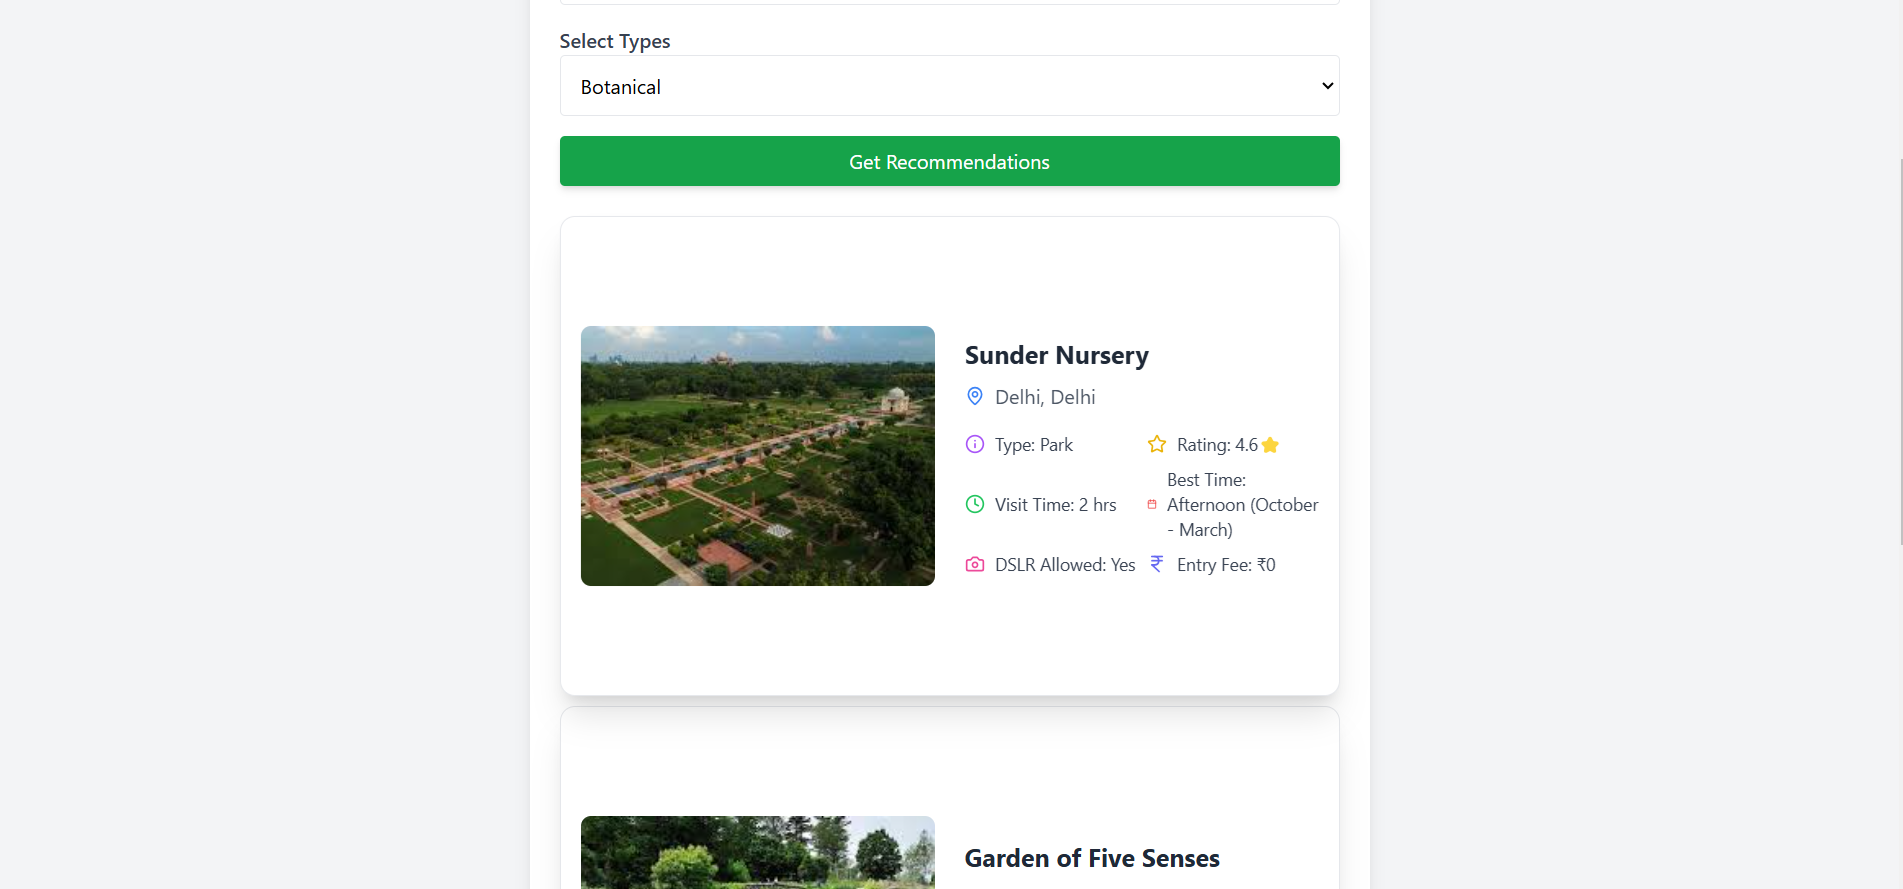 Select Types
Botanical
Get Recommendations
Sunder Nursery
Delhi, Delhi
Type: Park
Rating: 4.6
Visit Time: 2 hrs
Best Time:
Afternoon (October
- March)
DSLR Allowed: Yes
Entry Fee: ₹0
Garden of Five Senses